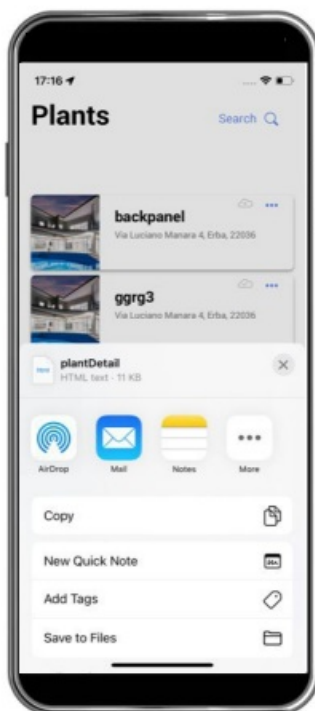 17:16
Plants
Search
backpanel
Via Luciano Manara 4, Erba, 22036
ggrg3
Via Luciano Manara 4, Erba, 22036
plantDetail
HTML text · 11 KB
AirDrop
Mail
Notes
More
Copy
New Quick Note
Add Tags
Save to Files